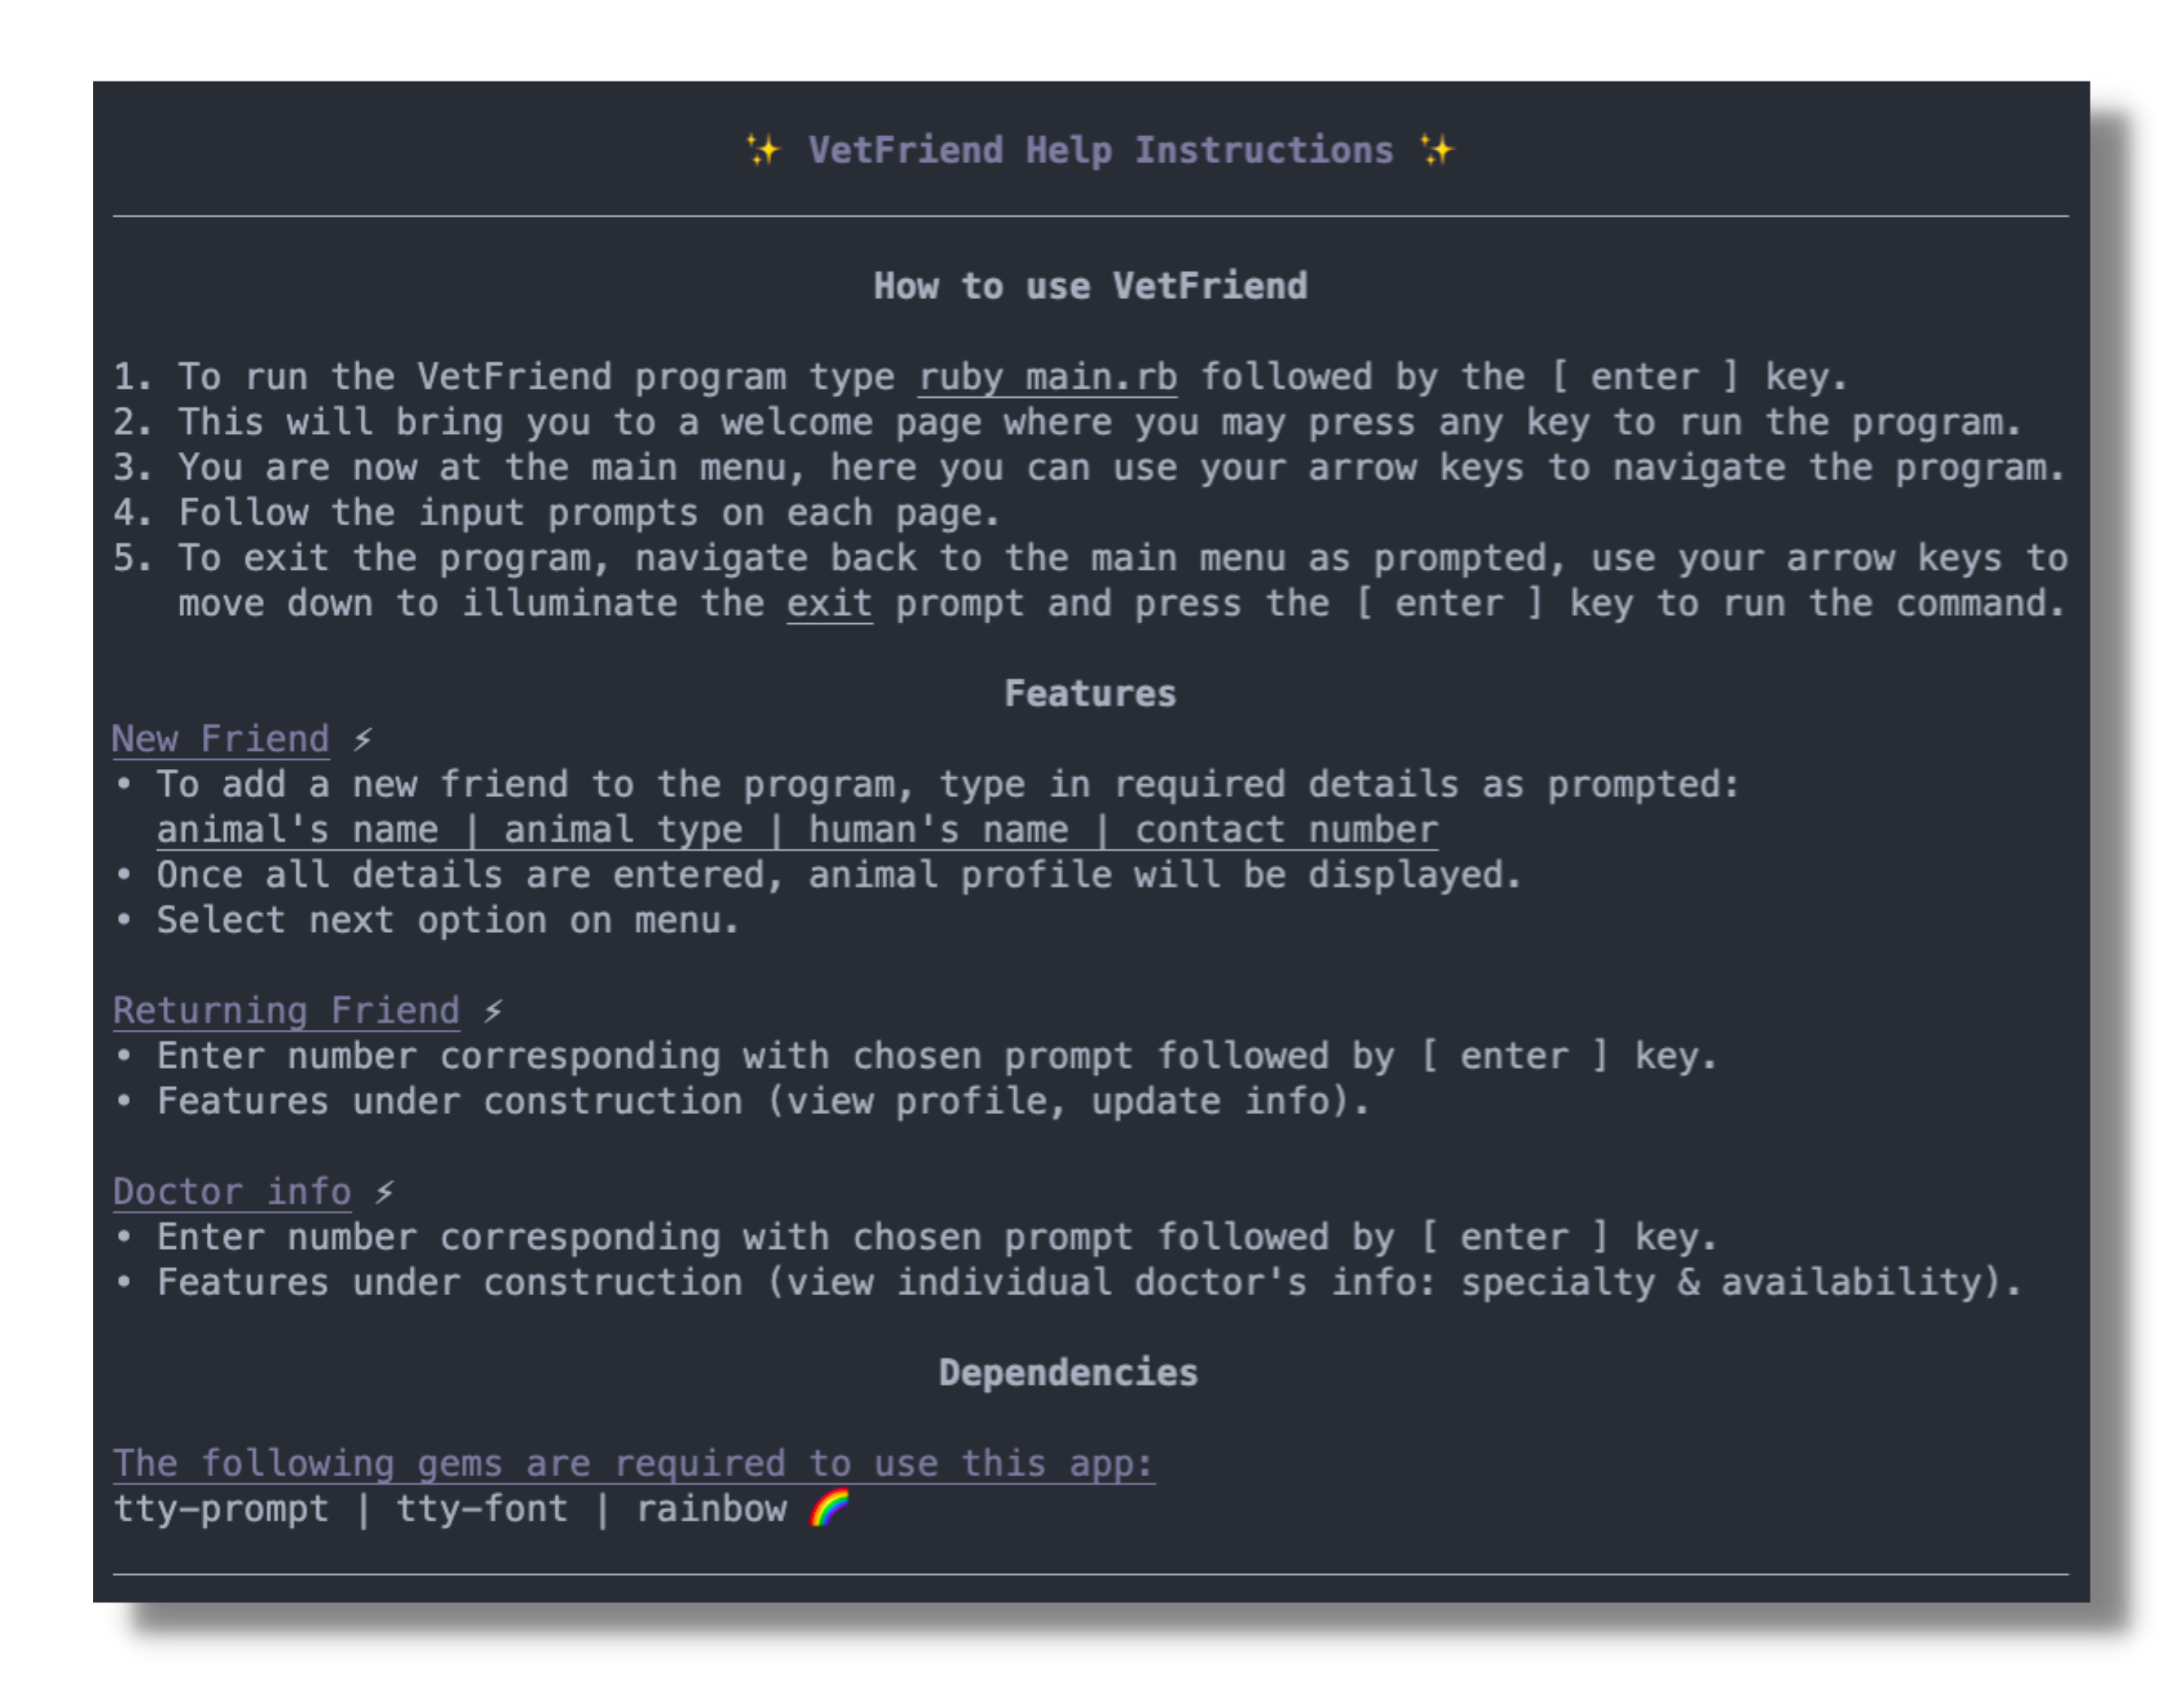 ✨ VetFriend Help Instructions ✨
How to use VetFriend
1. To run the VetFriend program type ruby main.rb followed by the [ enter ] key.
2. This will bring you to a welcome page where you may press any key to run the program.
3. You are now at the main menu, here you can use your arrow keys to navigate the program.
4. Follow the input prompts on each page.
5. To exit the program, navigate back to the main menu as prompted, use your arrow keys to
move down to illuminate the exit prompt and press the [ enter ] key to run the command.
Features
New Friend ⚡
• To add a new friend to the program, type in required details as prompted:
animal's name | animal type | human's name | contact number
• Once all details are entered, animal profile will be displayed.
• Select next option on menu.
Returning Friend ⚡
• Enter number corresponding with chosen prompt followed by [ enter ] key.
• Features under construction (view profile, update info).
Doctor info ⚡
• Enter number corresponding with chosen prompt followed by [ enter ] key.
• Features under construction (view individual doctor's info: specialty & availability).
Dependencies
The following gems are required to use this app:
tty-prompt | tty-font | rainbow 🌈